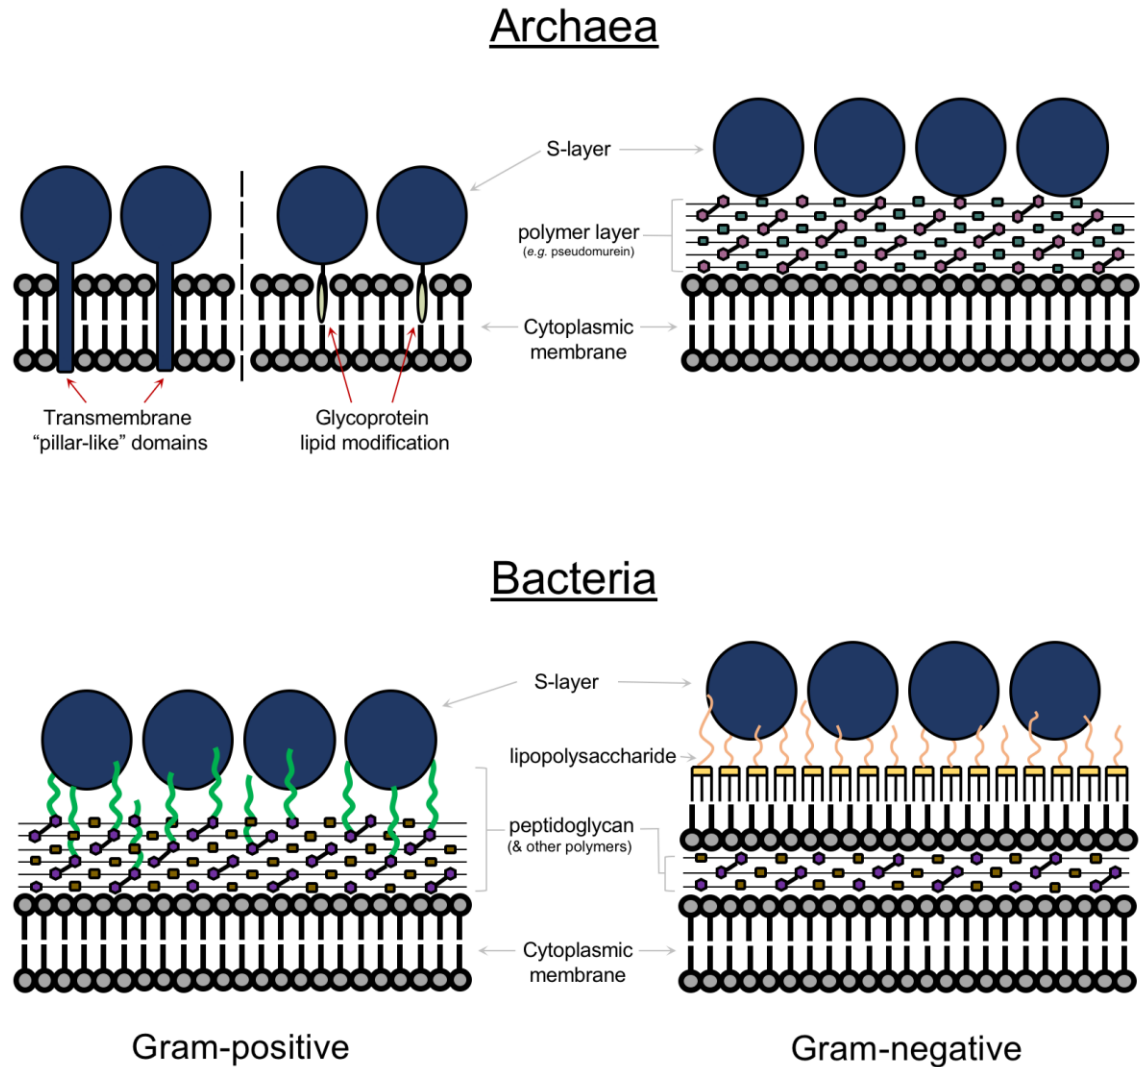 Archaea
S-layer
polymer layer
(e.g. pseudomurein)
Cytoplasmic
membrane
Transmembrane
“pillar-like” domains
Glycoprotein
lipid modification
Bacteria
S-layer
lipopolysaccharide
peptidoglycan
(& other polymers)
Cytoplasmic
membrane
Gram-positive
Gram-negative